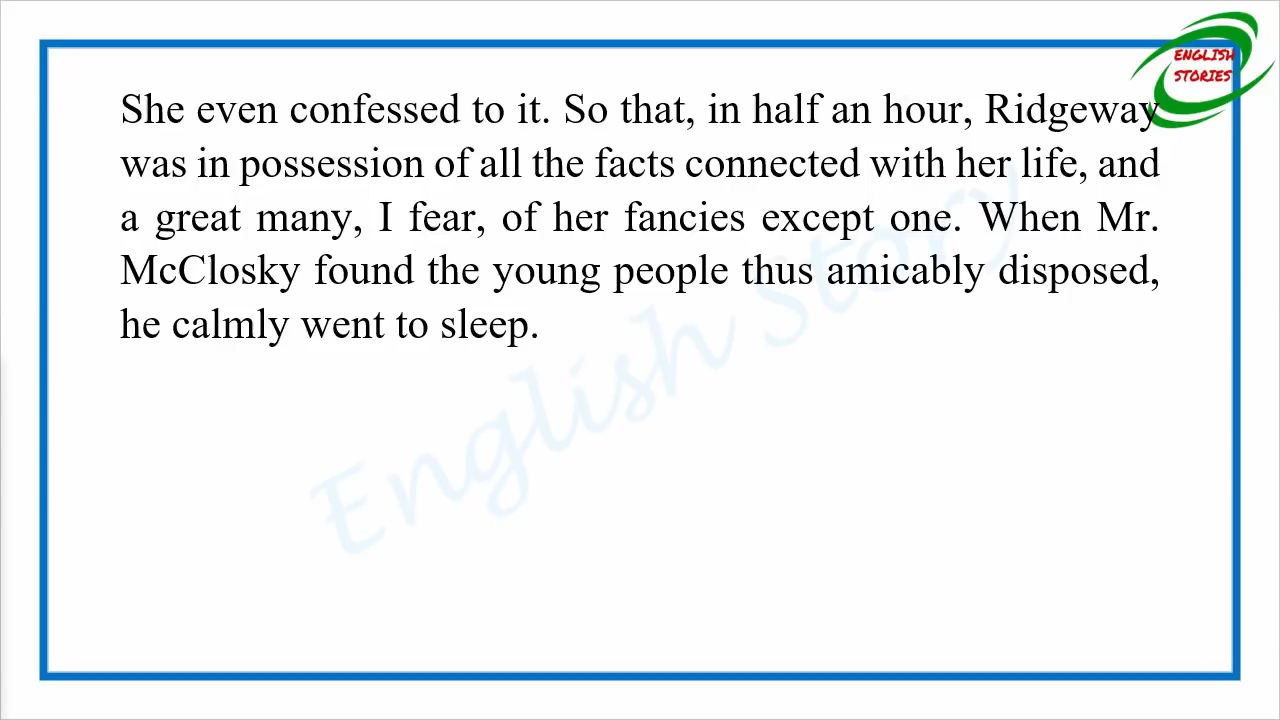 ENGLISH
STORIES
She even confessed to it. So that, in half an hour, Ridgeway
was in possession of all the facts connected with her life, and
a great many, I fear, of her fancies except one. When Mr.
McClosky found the young people thus amicably disposed,
he calmly went to sleep.
English Story